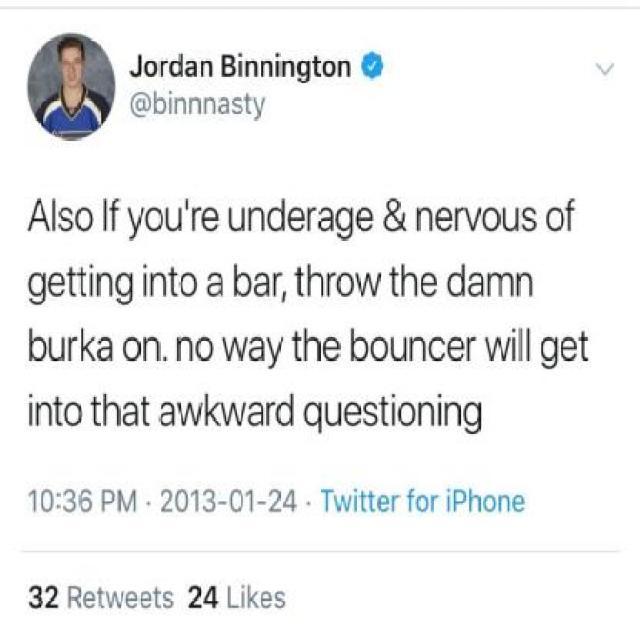 Jordan Binnington
@binnnasty
Also If you're underage & nervous of
getting into a bar, throw the damn
burka on. no way the bouncer will get
into that awkward questioning
10:36 PM · 2013-01-24 · Twitter for iPhone
32 Retweets 24 Likes